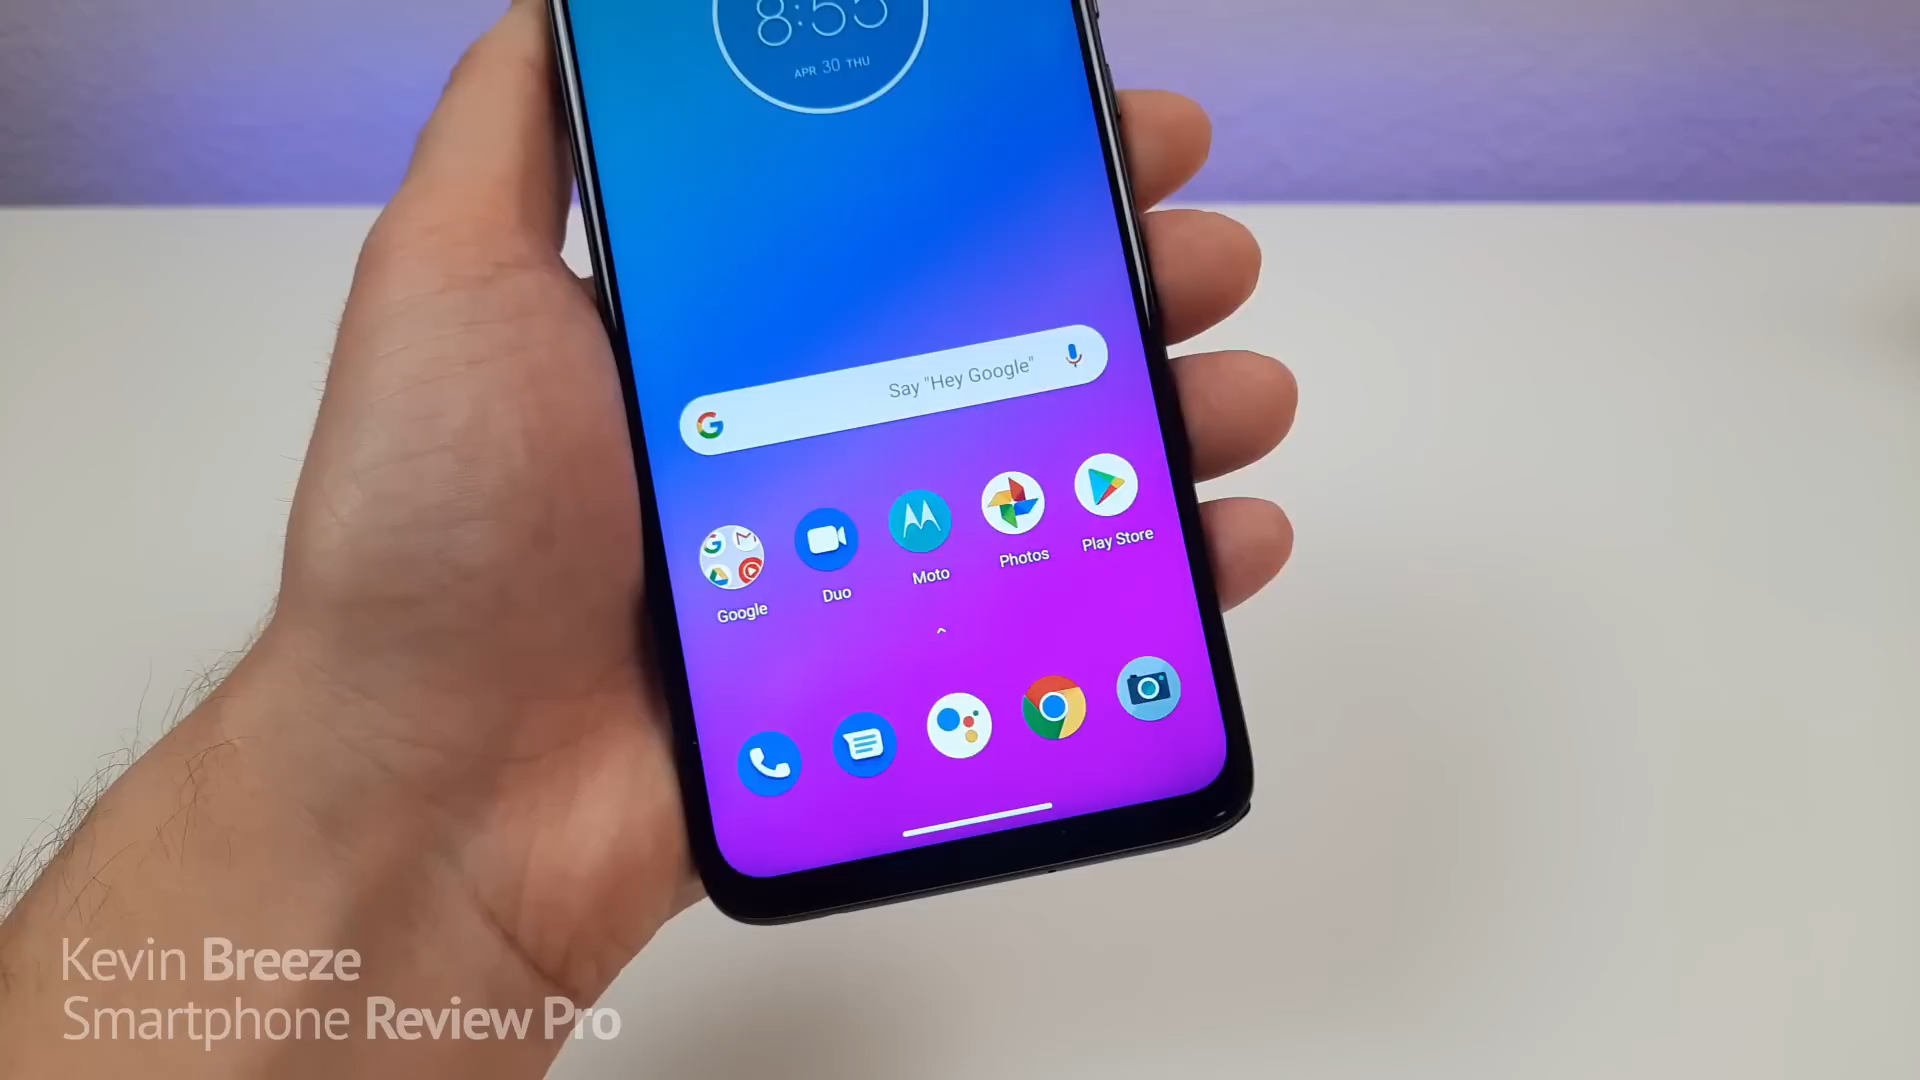 8:55
APR 30 THU
Say "Hey Google"
Google
Duo
Moto
Photos
Play Store
Kevin Breeze
Smartphone Review Pro